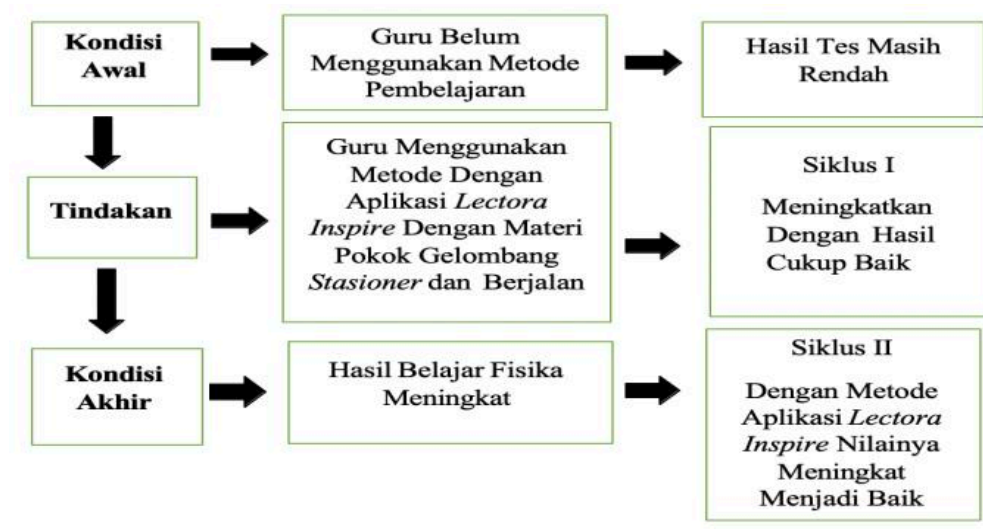 Kondisi
Awal
Guru Belum
Menggunakan Metode
Pembelajaran
Hasil Tes Masih
Rendah
Tindakan
Guru Menggunakan
Metode Dengan
Aplikasi Lectora
Inspire Dengan Materi
Pokok Gelombang
Stasioner dan Berjalan
Siklus I
Meningkatkan
Dengan Hasil
Cukup Baik
Kondisi
Akhir
Hasil Belajar Fisika
Meningkat
Siklus II
Dengan Metode
Aplikasi Lectora
Inspire Nilainya
Meningkat
Menjadi Baik